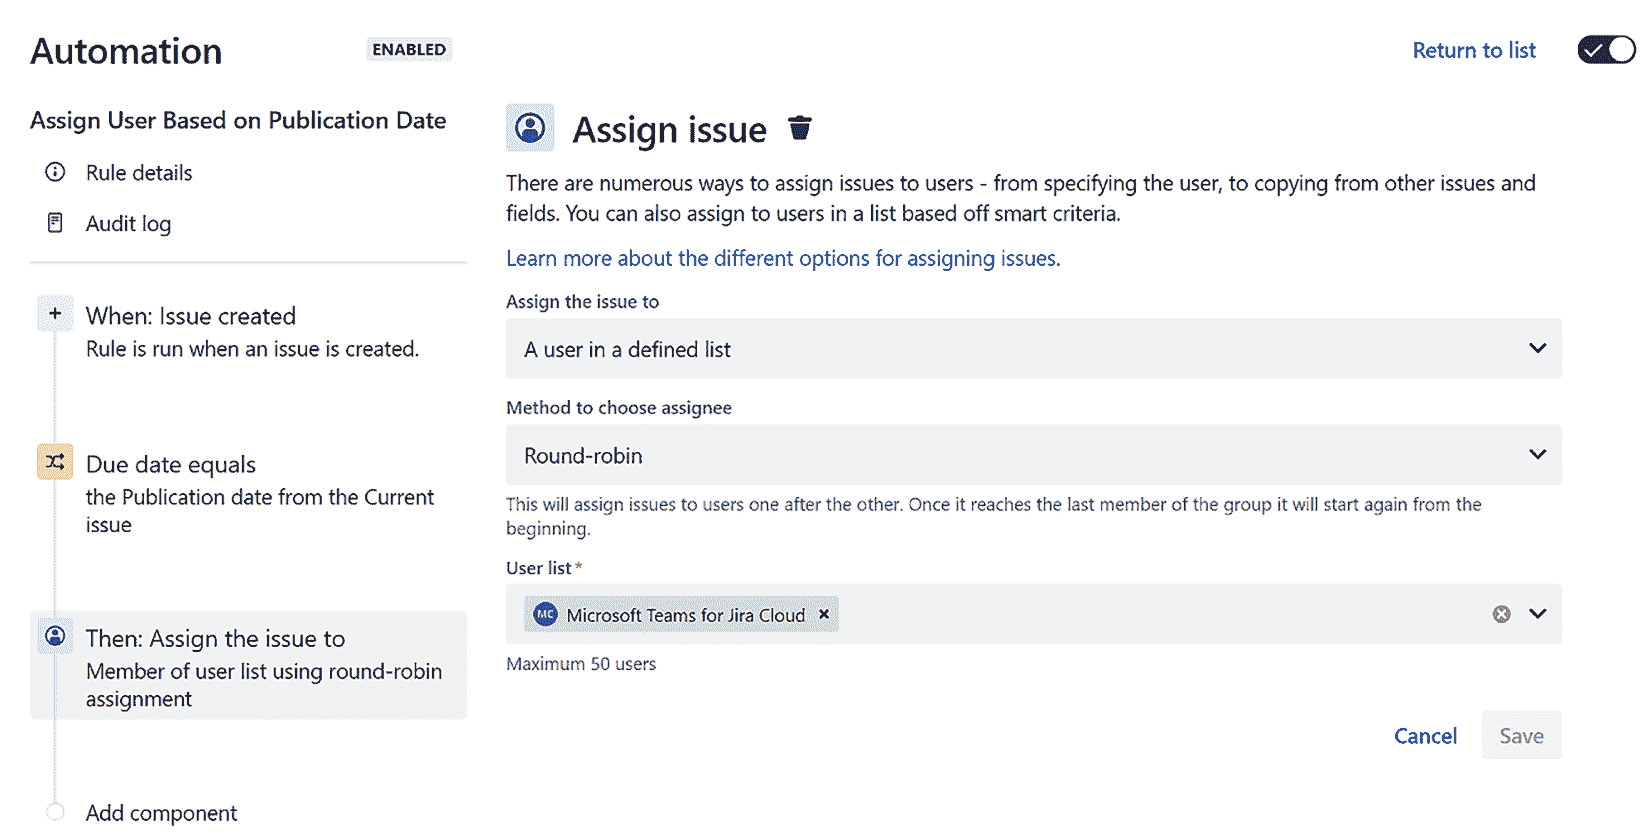 Automation
ENABLED
Return to list
Assign User Based on Publication Date
Rule details
Audit log
When: Issue created
Rule is run when an issue is created.
Due date equals
the Publication date from the Current
issue
Then: Assign the issue to
Member of user list using round-robin
assignment
Add component
Assign issue
There are numerous ways to assign issues to users - from specifying the user, to copying from other issues and
fields. You can also assign to users in a list based off smart criteria.
Learn more about the different options for assigning issues.
Assign the issue to
A user in a defined list
Method to choose assignee
Round-robin
This will assign issues to users one after the other. Once it reaches the last member of the group it will start again from the
beginning.
User list *
MC Microsoft Teams for Jira Cloud
Maximum 50 users
Cancel
Save